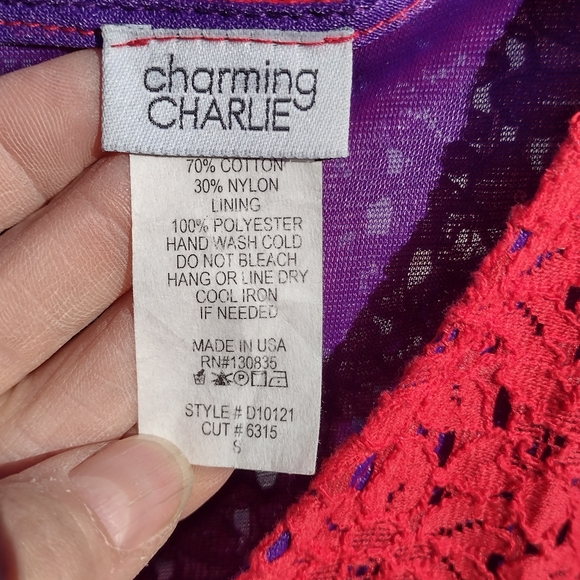 charming
CHARLIE
70% COTTON
30% NYLON
LINING
100% POLYESTER
HAND WASH COLD
DO NOT BLEACH
HANG OR LINE DRY
COOL IRON
IF NEEDED
MADE IN USA
RN#130835
STYLE # D10121
CUT # 6315
S